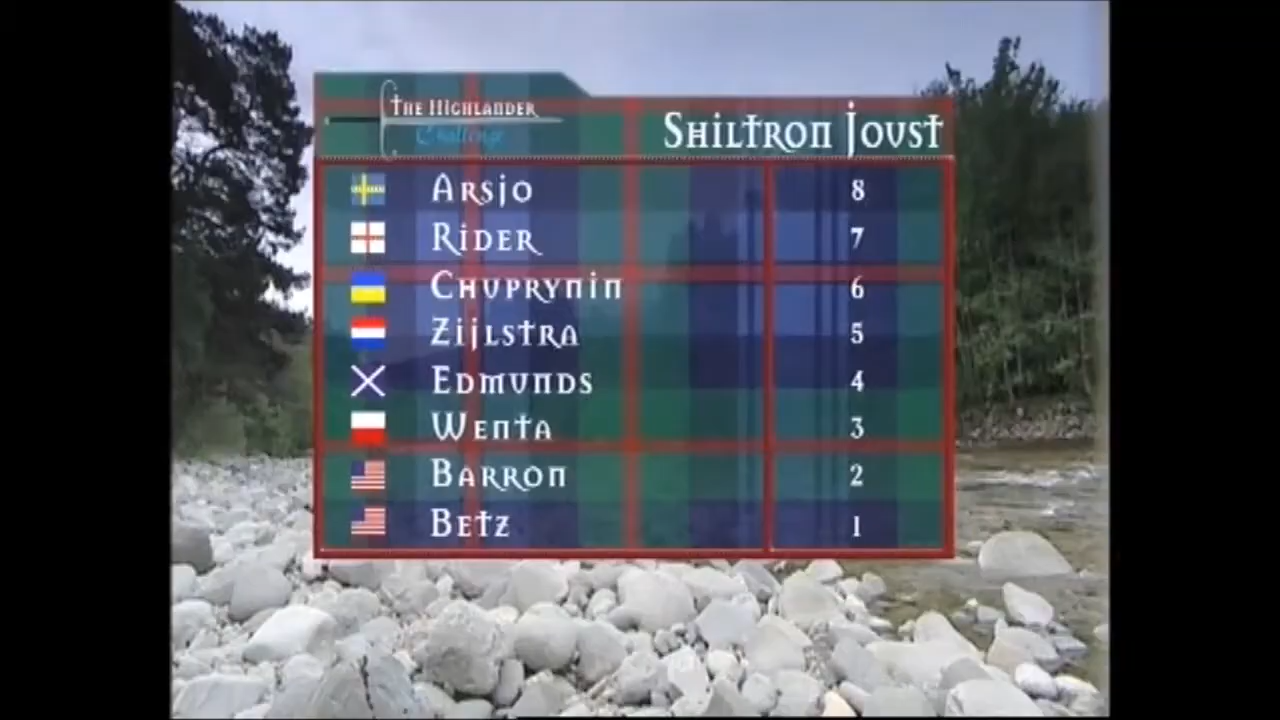 The Highlander
Challenge
Shiltron Joust
Arsjo 8
Rider 7
Chuprynin 6
Zijlstra 5
Edmunds 4
Wenta 3
Barron 2
Betz 1